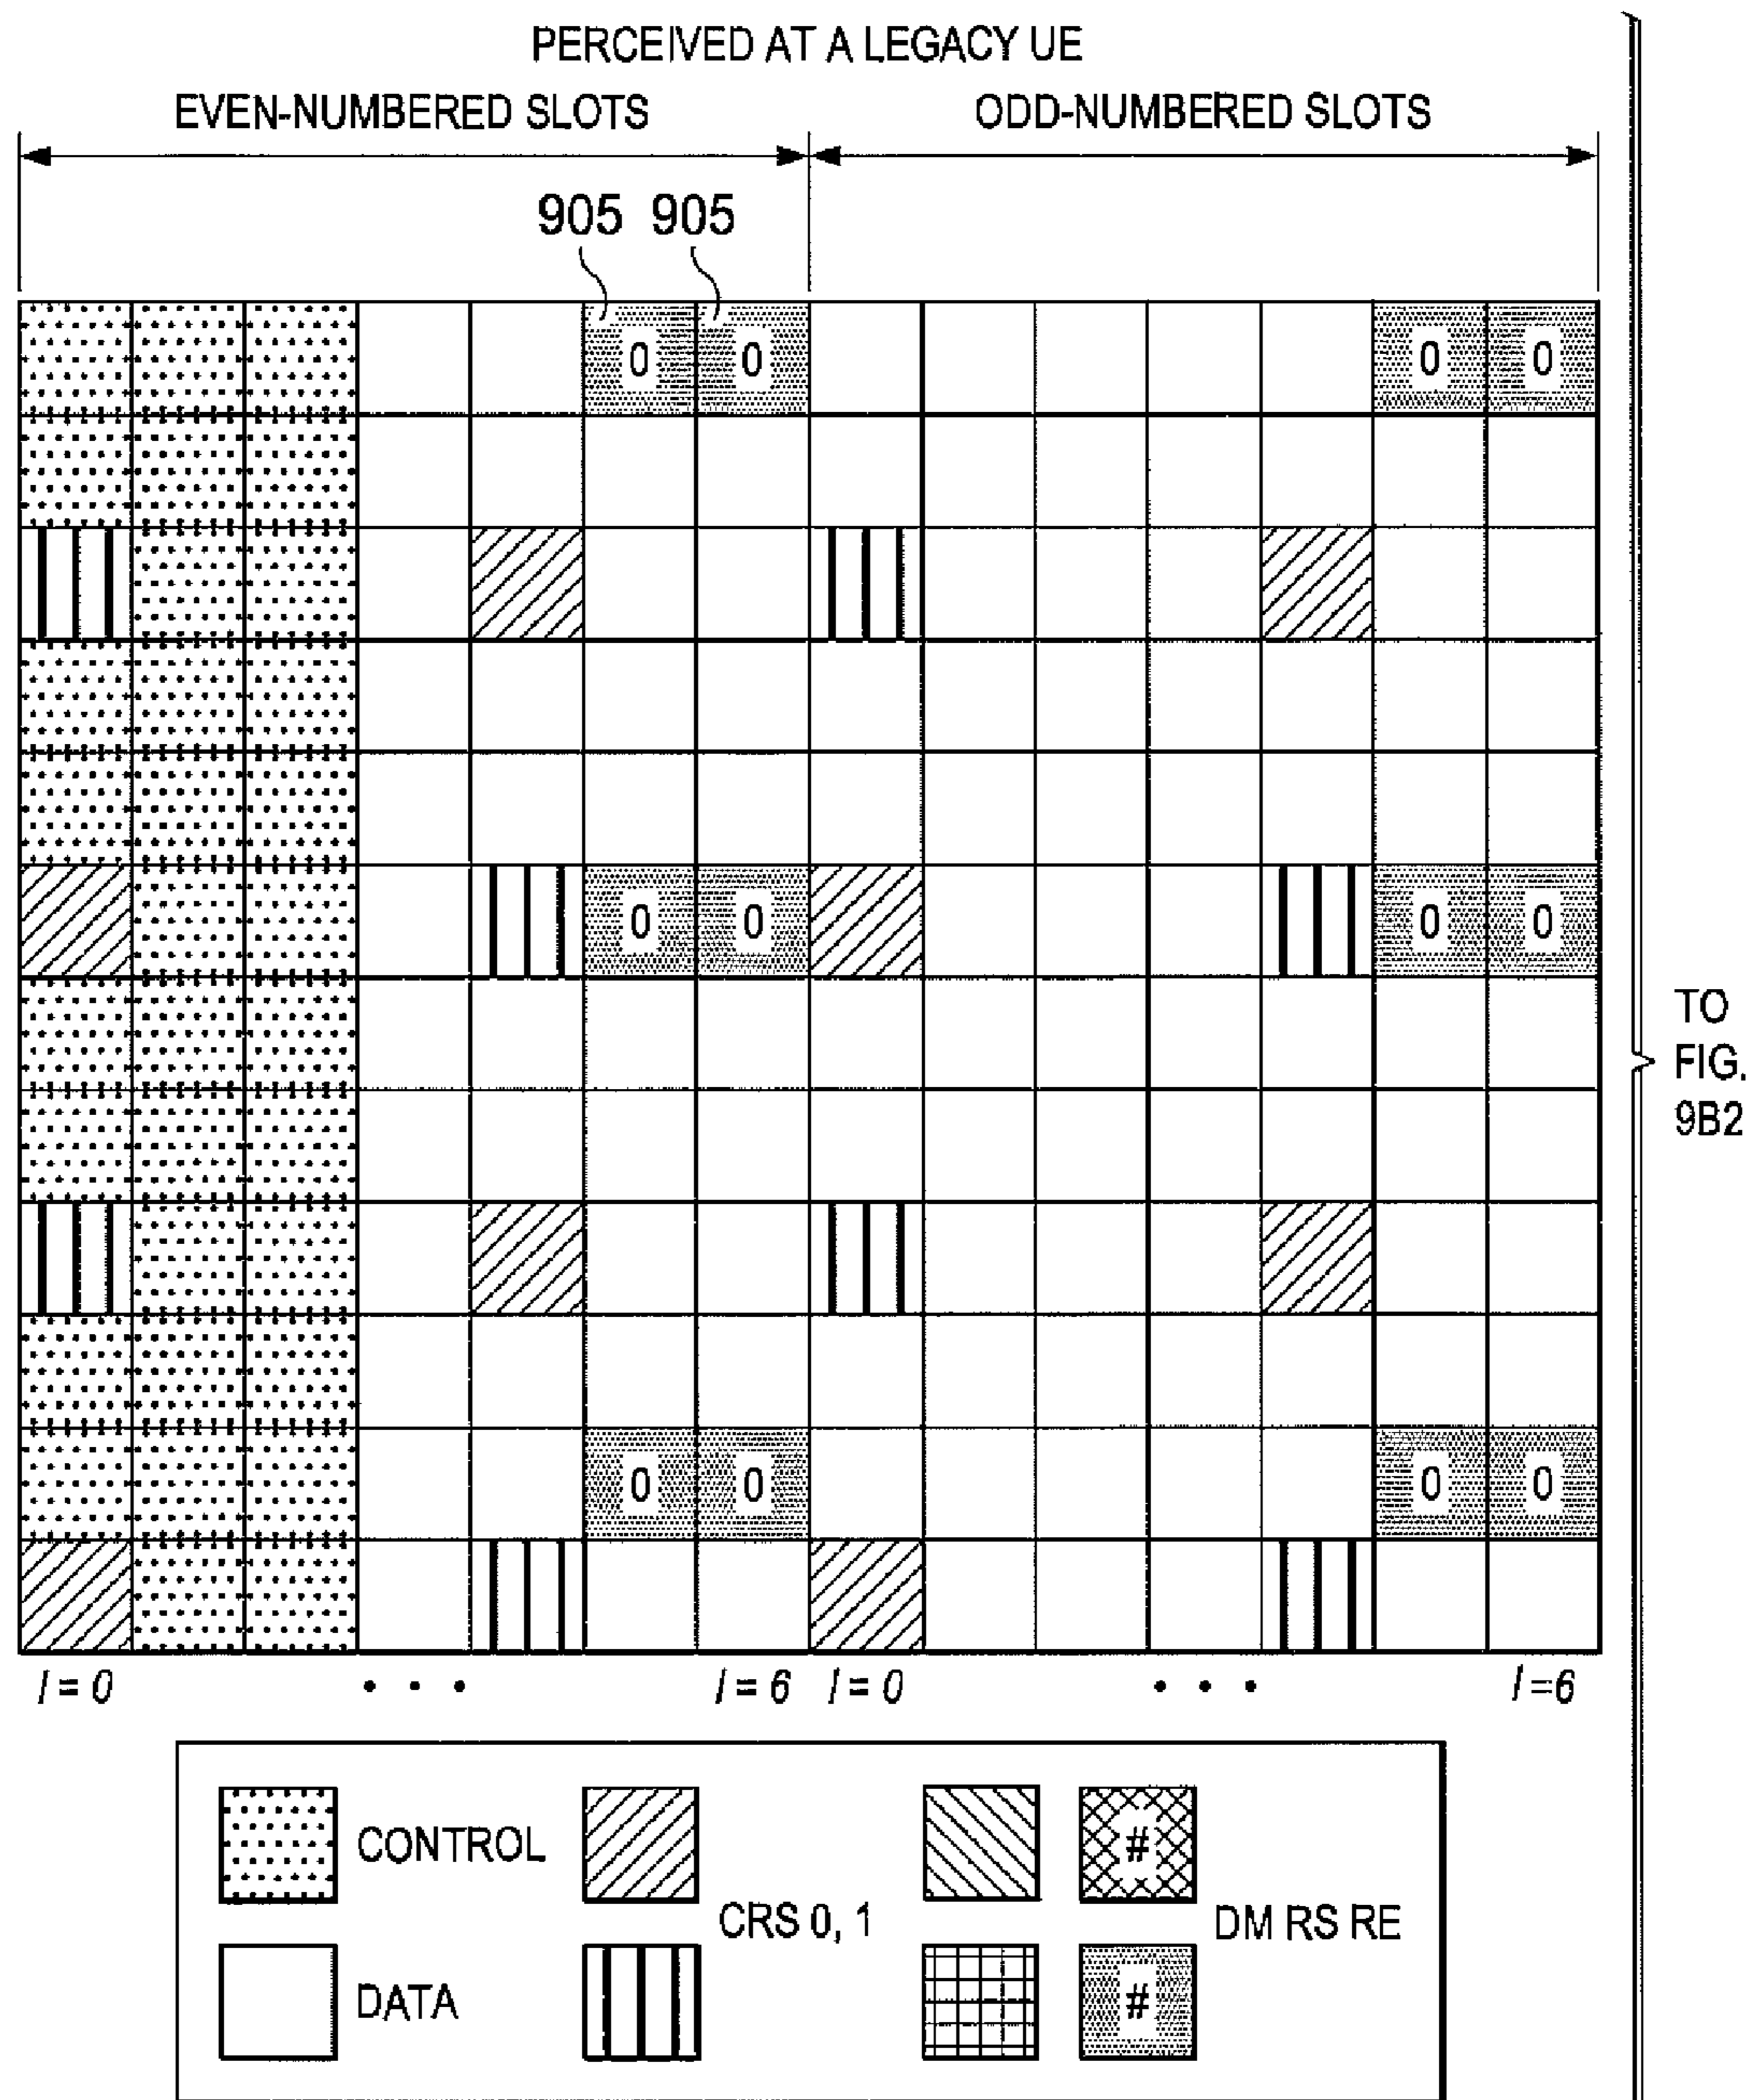 PERCEIVED AT A LEGACY UE
EVEN-NUMBERED SLOTS ODD-NUMBERED SLOTS
905 905
0 0 0 0
0 0 0 0
0 0 0 0
TO
FIG.
9B2
l = 0 • • • l = 6 l = 0 • • • l =6
CONTROL
#
CRS 0, 1
DM RS RE
DATA
#